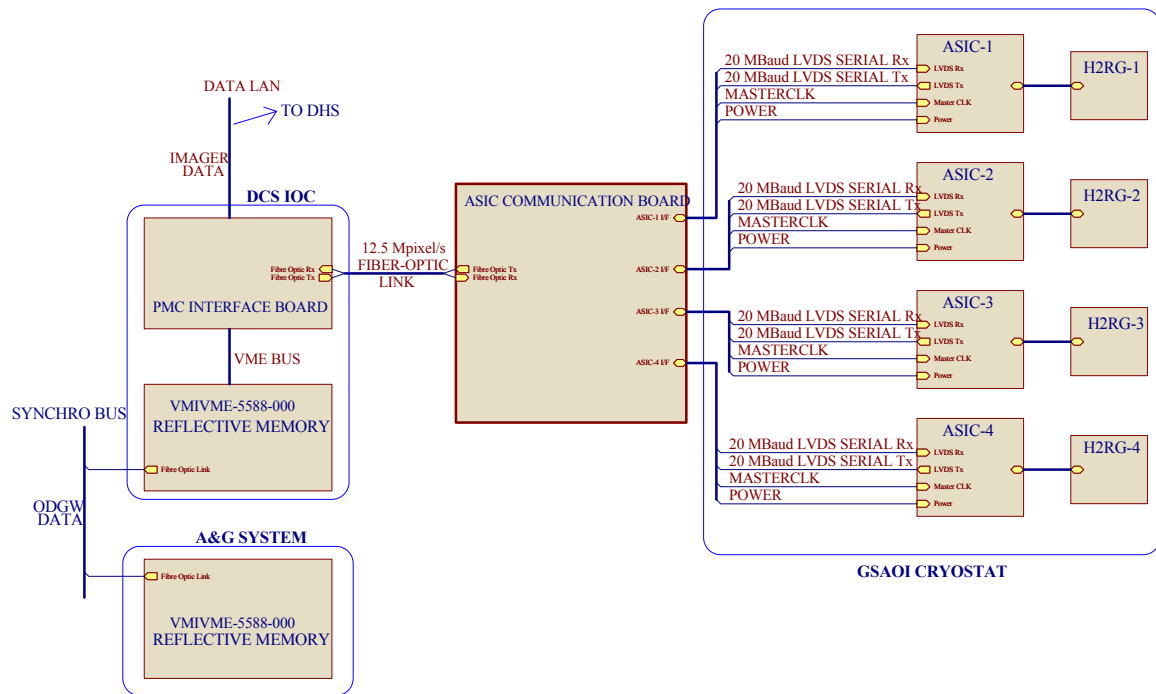 DATA LAN
TO DHS
IMAGER
DATA
DCS IOC
Fibre Optic Rx
Fibre Optic Tx
PMC INTERFACE BOARD
VME BUS
SYNCHRO BUS
VMIVME-5588-000
REFLECTIVE MEMORY
Fibre Optic Link
ODGW
DATA
A&G SYSTEM
Fibre Optic Link
VMIVME-5588-000
REFLECTIVE MEMORY
12.5 Mpixel/s
FIBER-OPTIC
LINK
ASIC COMMUNICATION BOARD
Fibre Optic Tx
Fibre Optic Rx
ASIC-1 I/F
ASIC-2 I/F
ASIC-3 I/F
ASIC-4 I/F
20 MBaud LVDS SERIAL Rx
20 MBaud LVDS SERIAL Tx
MASTERCLK
POWER
ASIC-1
LVDS Rx
LVDS Tx
Master CLK
Power
H2RG-1
20 MBaud LVDS SERIAL Rx
20 MBaud LVDS SERIAL Tx
MASTERCLK
POWER
ASIC-2
LVDS Rx
LVDS Tx
Master CLK
Power
H2RG-2
20 MBaud LVDS SERIAL Rx
20 MBaud LVDS SERIAL Tx
MASTERCLK
POWER
ASIC-3
LVDS Rx
LVDS Tx
Master CLK
Power
H2RG-3
20 MBaud LVDS SERIAL Rx
20 MBaud LVDS SERIAL Tx
MASTERCLK
POWER
ASIC-4
LVDS Rx
LVDS Tx
Master CLK
Power
H2RG-4
GSAOI CRYOSTAT